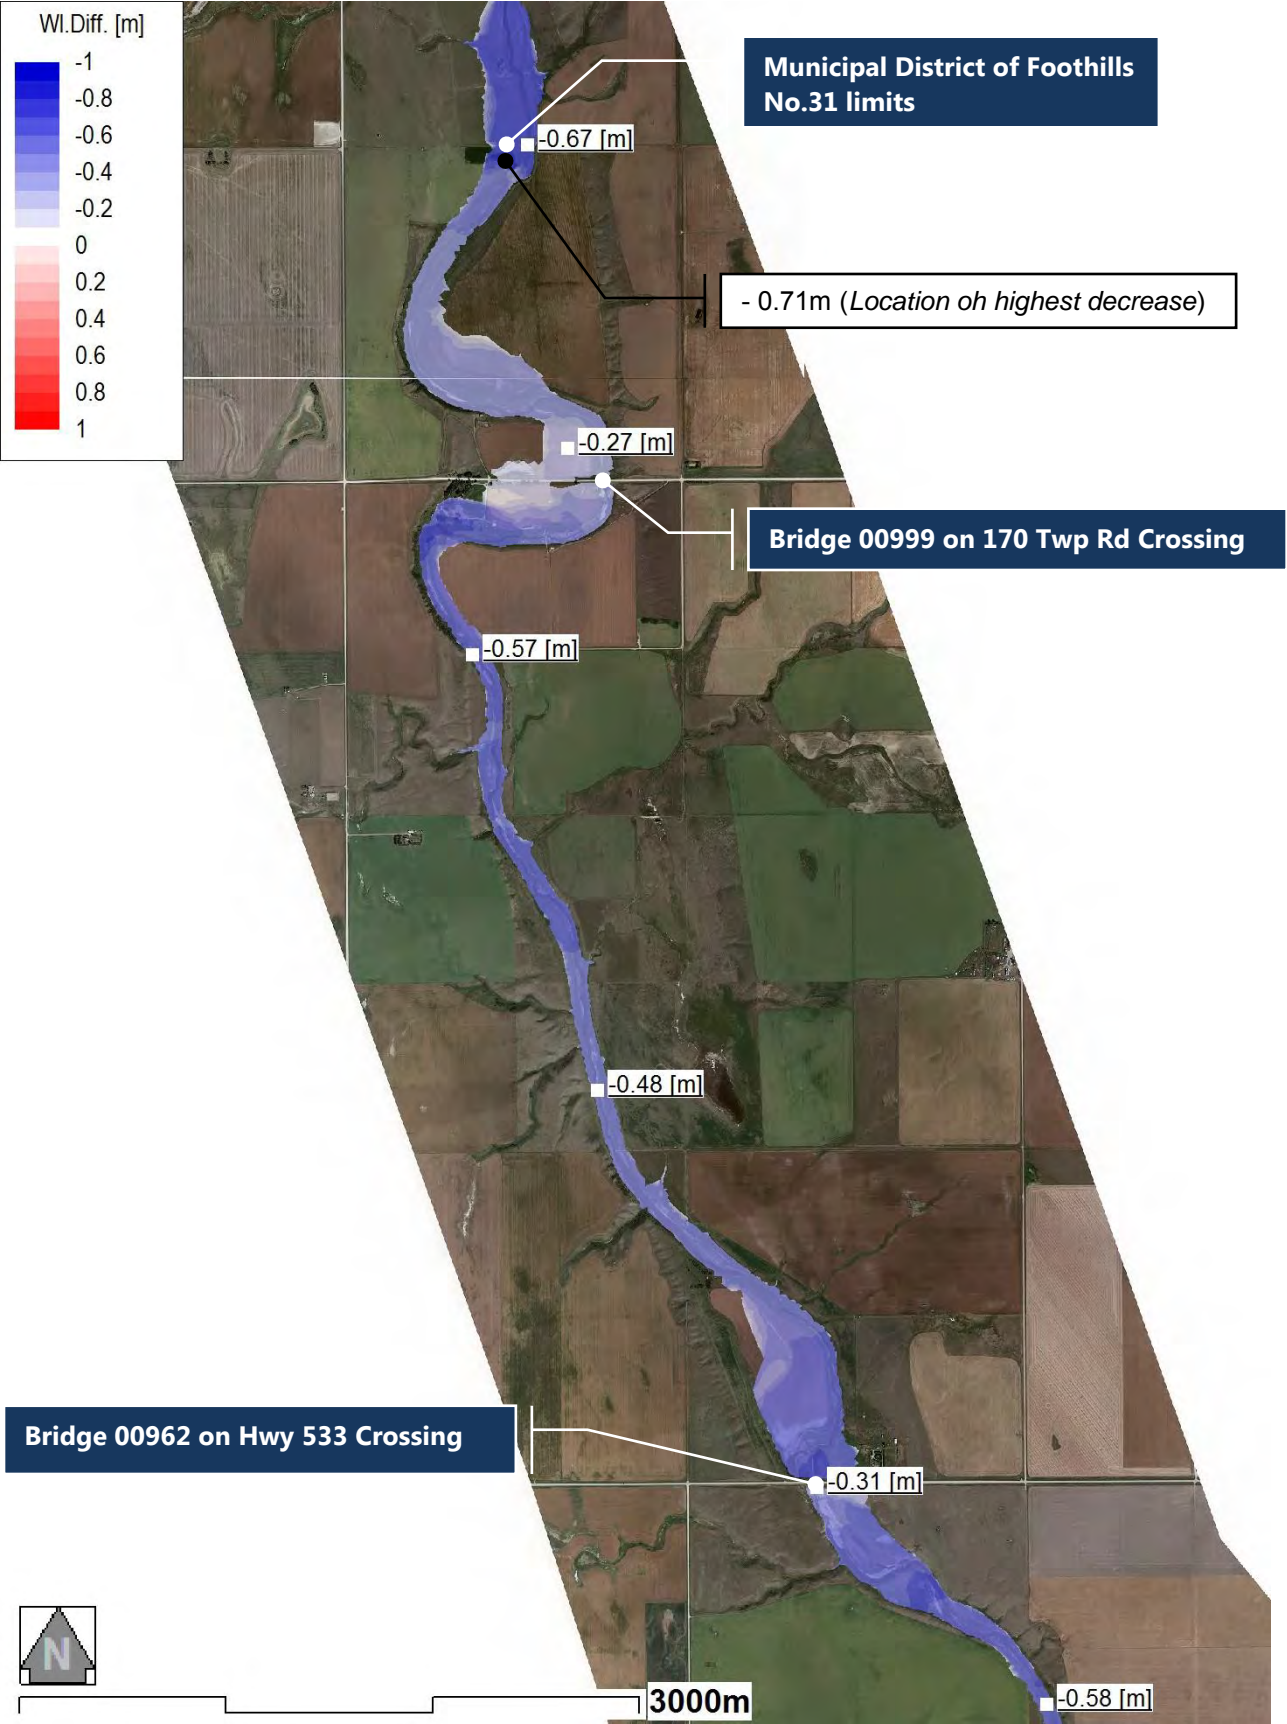 Wl.Diff. [m]
-1
-0.8
-0.6
-0.4
-0.2
0
0.2
0.4
0.6
0.8
1
Municipal District of Foothills
No.31 limits
-0.67 [m]
- 0.71m (Location oh highest decrease)
-0.27 [m]
Bridge 00999 on 170 Twp Rd Crossing
-0.57 [m]
-0.48 [m]
Bridge 00962 on Hwy 533 Crossing
-0.31 [m]
N
3000m
-0.58 [m]